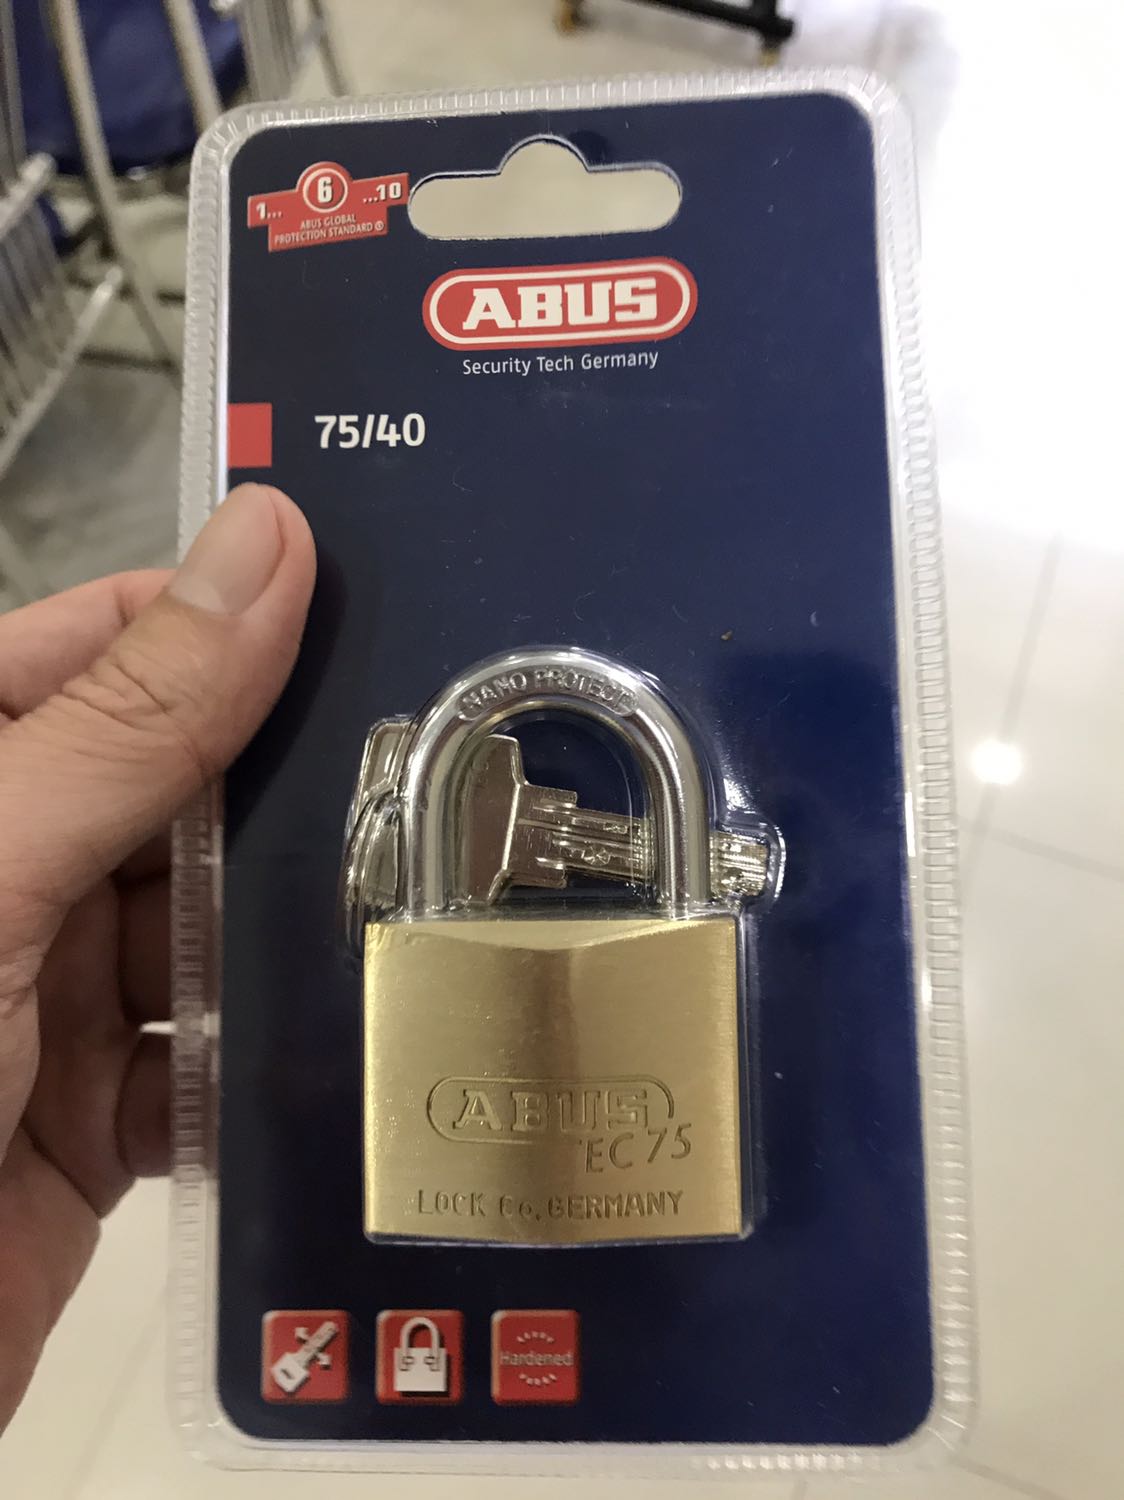 1... 6 ...10
ABUS GLOBAL
PROTECTION STANDARD ®
ABUS
Security Tech Germany
75/40
NANO PROTECT
ABUS
EC 75
LOCK Co. GERMANY
Hardened